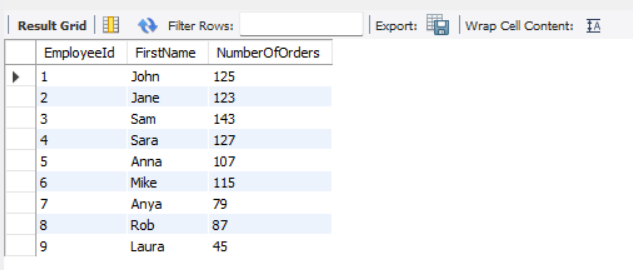 Result Grid Filter Rows: Export: Wrap Cell Content: IA
EmployeeId FirstName NumberOfOrders
1 John 125
2 Jane 123
3 Sam 143
4 Sara 127
5 Anna 107
6 Mike 115
7 Anya 79
8 Rob 87
9 Laura 45